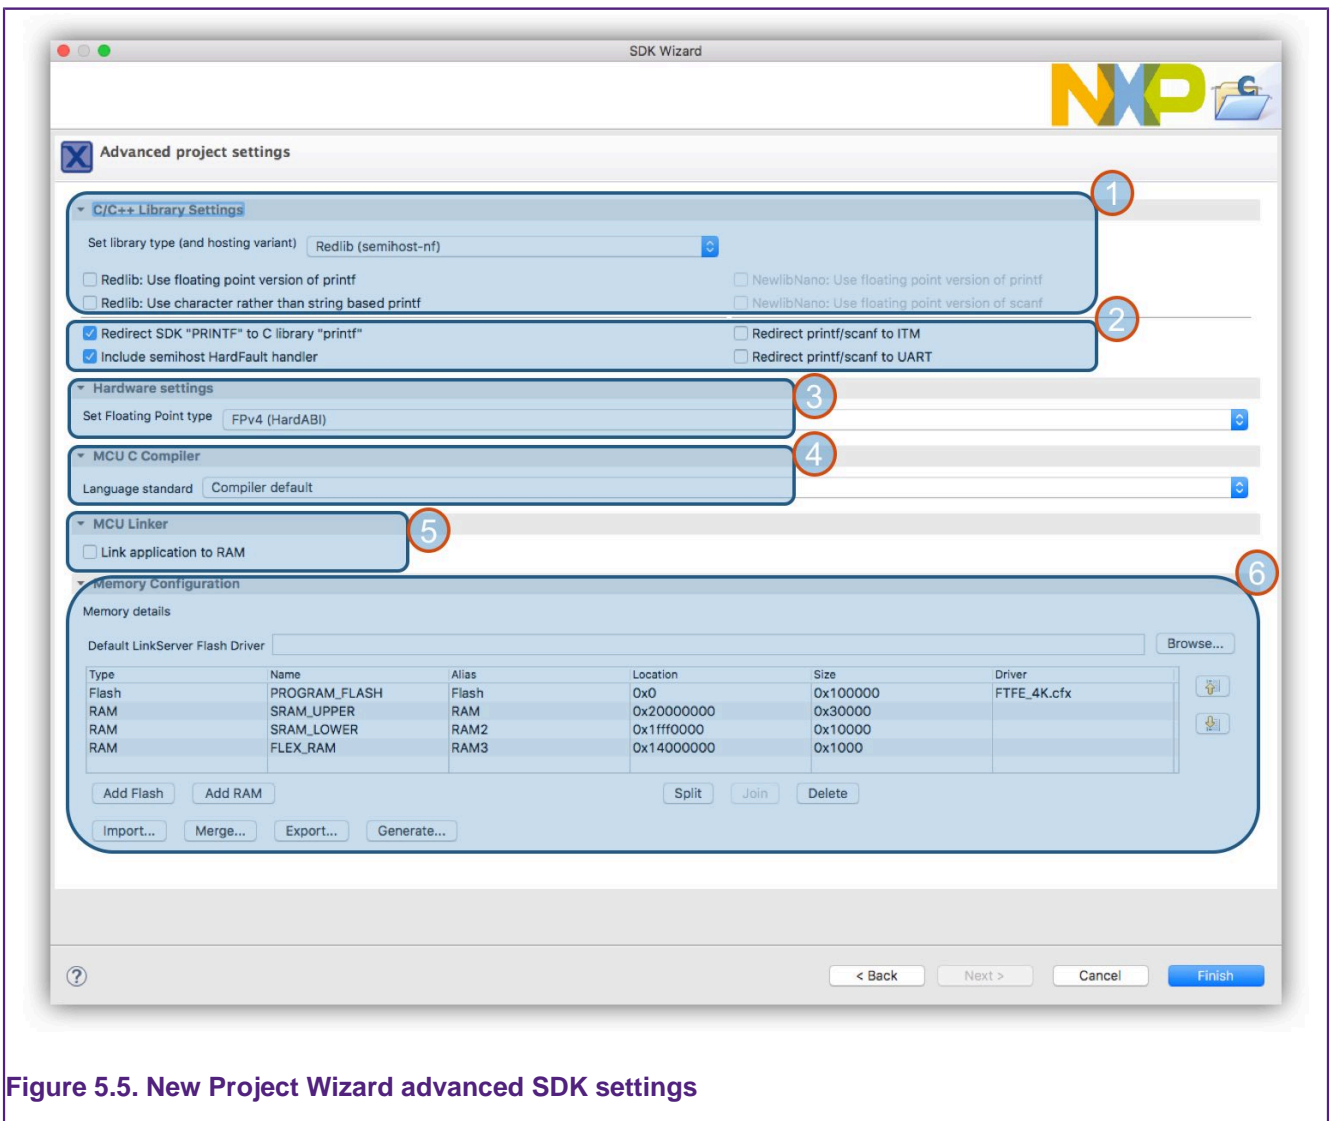 SDK Wizard
NXP
C
X
Advanced project settings
1
C/C++ Library Settings
Set library type (and hosting variant) Redlib (semihost-nf)
Redlib: Use floating point version of printf NewlibNano: Use floating point version of printf
Redlib: Use character rather than string based printf NewlibNano: Use floating point version of scanf
2
Redirect SDK "PRINTF" to C library "printf" Redirect printf/scanf to ITM
Include semihost HardFault handler Redirect printf/scanf to UART
Hardware settings 3
Set Floating Point type FPv4 (HardABI)
MCU C Compiler 4
Language standard Compiler default
MCU Linker 5
Link application to RAM
Memory Configuration 6
Memory details
Default LinkServer Flash Driver Browse...
Type Name Alias Location Size Driver
Flash PROGRAM_FLASH Flash 0x0 0x100000 FTFE_4K.cfx
RAM SRAM_UPPER RAM 0x20000000 0x30000
RAM SRAM_LOWER RAM2 0x1fff0000 0x10000
RAM FLEX_RAM RAM3 0x14000000 0x1000
Add Flash Add RAM Split Join Delete
Import... Merge... Export... Generate...
? < Back Next > Cancel Finish
Figure 5.5. New Project Wizard advanced SDK settings